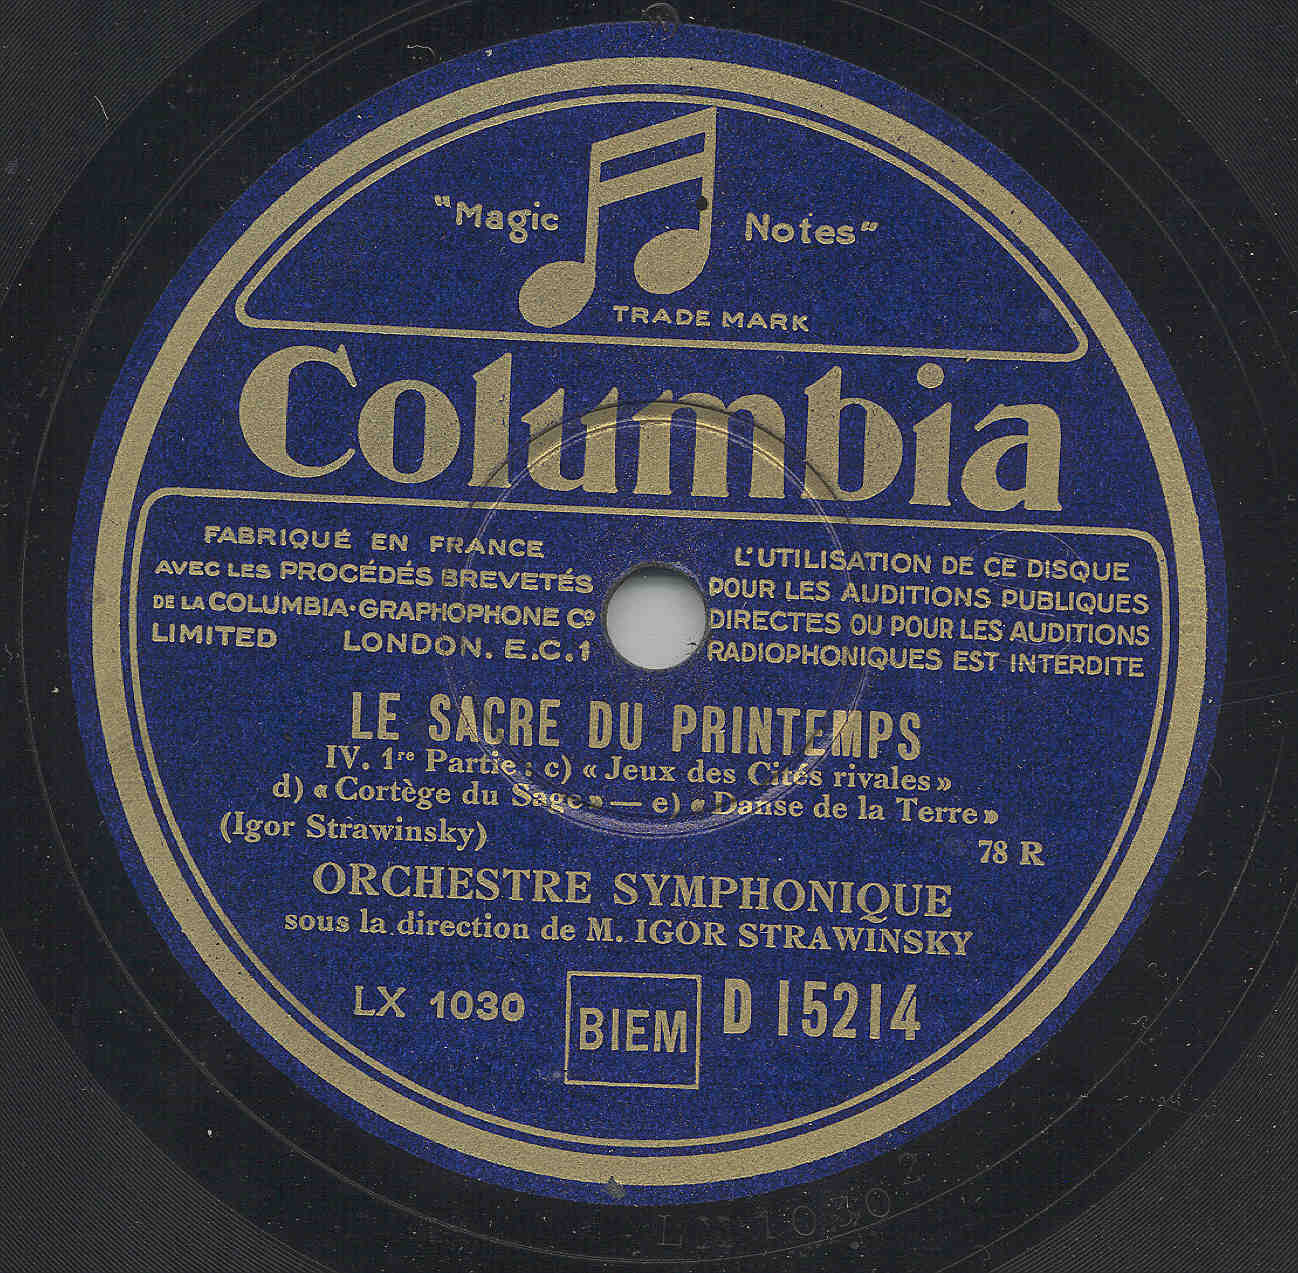 "Magic Notes"
TRADE MARK
Columbia
FABRIQUÉ EN FRANCE
AVEC LES PROCÉDÉS BREVETÉS
DE LA COLUMBIA-GRAPHOPHONE Cº
LIMITED LONDON. E.C.1
L'UTILISATION DE CE DISQUE
POUR LES AUDITIONS PUBLIQUES
DIRECTES OU POUR LES AUDITIONS
RADIOPHONIQUES EST INTERDITE
LE SACRE DU PRINTEMPS
IV. 1re Partie : c) « Jeux des Cités rivales »
d) « Cortège du Sage » — e) « Danse de la Terre »
(Igor Strawinsky)
78 R
ORCHESTRE SYMPHONIQUE
sous la direction de M. IGOR STRAWINSKY
LX 1030
BIEM
D 15214
1030 2